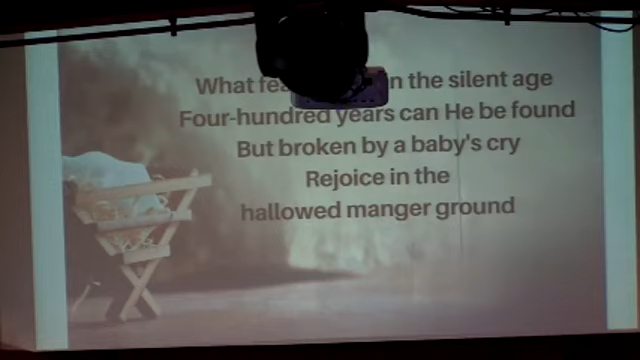 What n the silent age
Four-hundred years can He be found
But broken by a baby's cry
Rejoice in the
hallowed manger ground